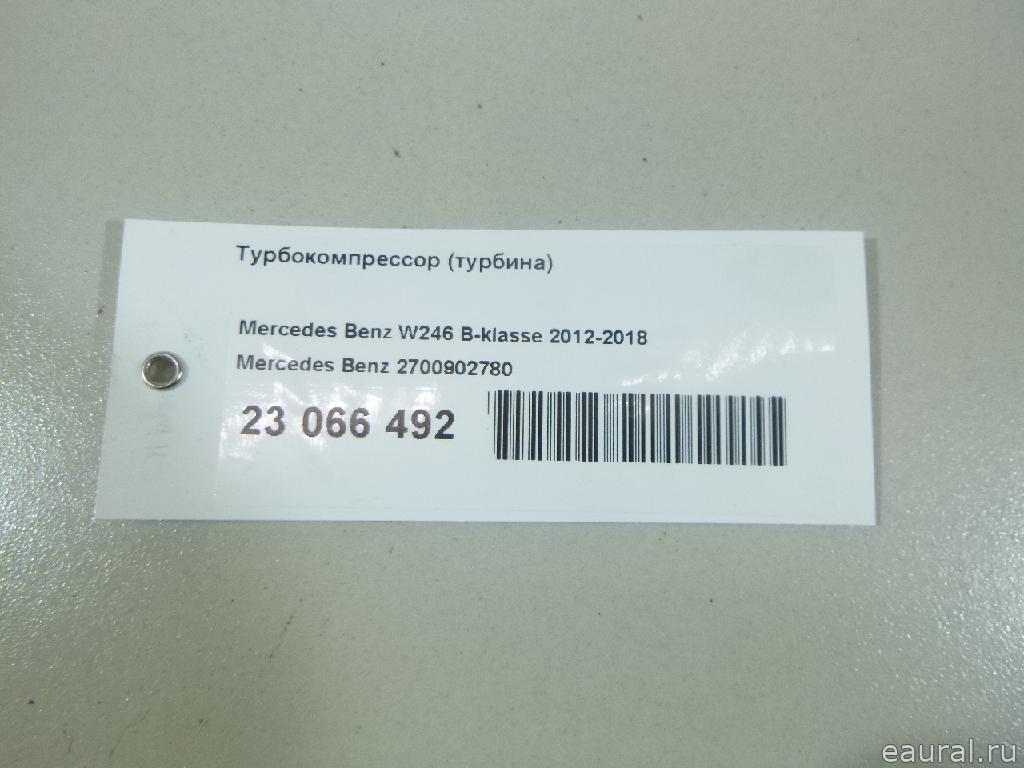 Турбокомпрессор (турбина)
Mercedes Benz W246 B-klasse 2012-2018
Mercedes Benz 2700902780
23 066 492
eaural.ru